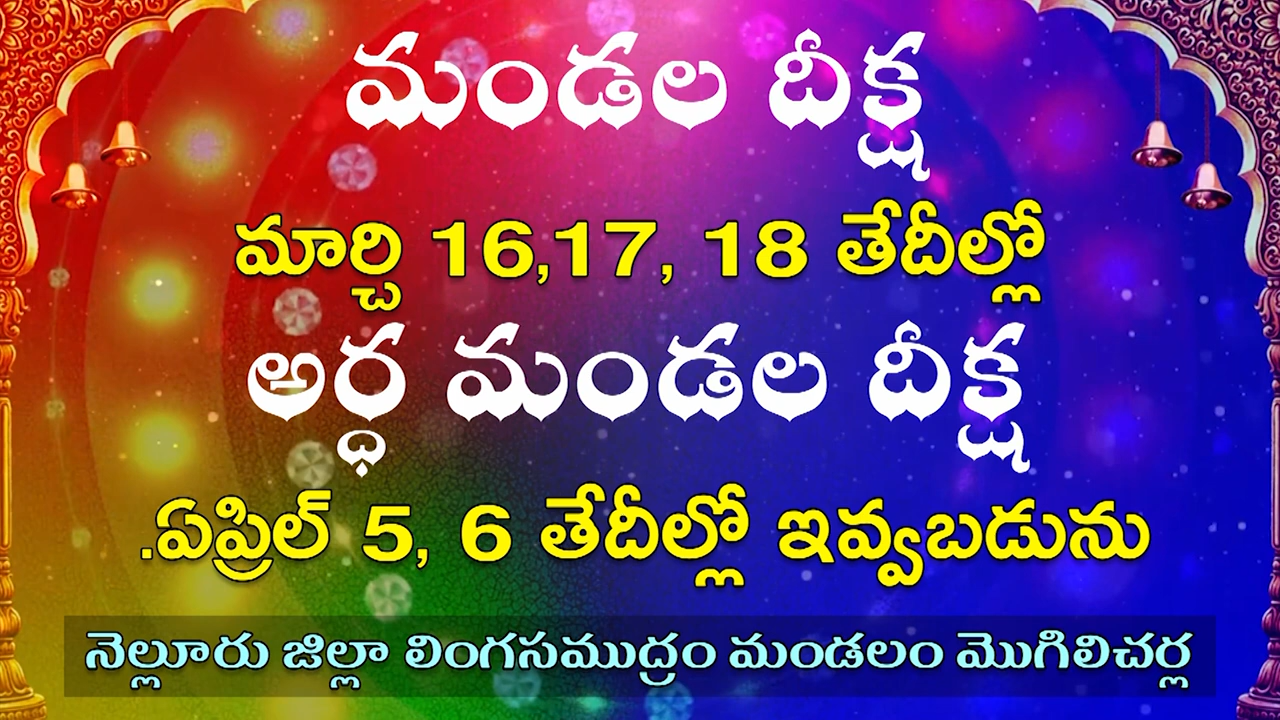 మండల దీక్ష
మార్చి 16,17, 18 తేదీల్లో
అర్ధ మండల దీక్ష
.ఏప్రిల్ 5, 6 తేదీల్లో ఇవ్వబడును
నెల్లూరు జిల్లా లింగసముద్రం మండలం మొగిలిచర్ల